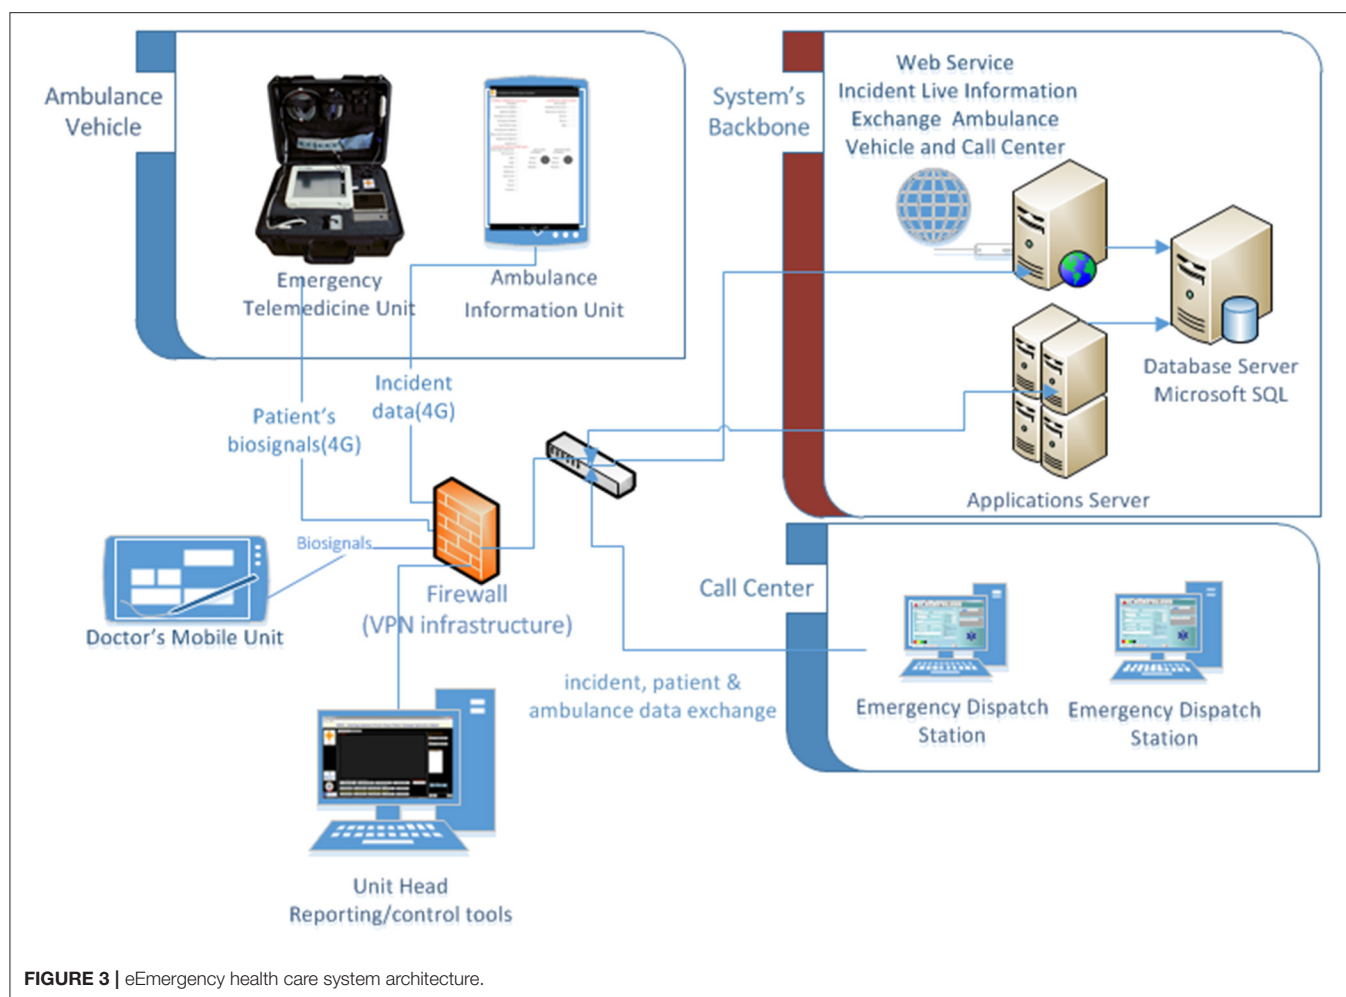 Ambulance
Vehicle
Emergency
Telemedicine Unit
Ambulance
Information Unit
System's
Backbone
Web Service
Incident Live Information
Exchange Ambulance
Vehicle and Call Center
Database Server
Microsoft SQL
Applications Server
Patient's
biosignals(4G)
Incident
data(4G)
Biosignals
Doctor's Mobile Unit
Firewall
(VPN infrastructure)
Call Center
incident, patient &
ambulance data exchange
Emergency Dispatch
Station
Emergency Dispatch
Station
Unit Head
Reporting/control tools
FIGURE 3 | eEmergency health care system architecture.